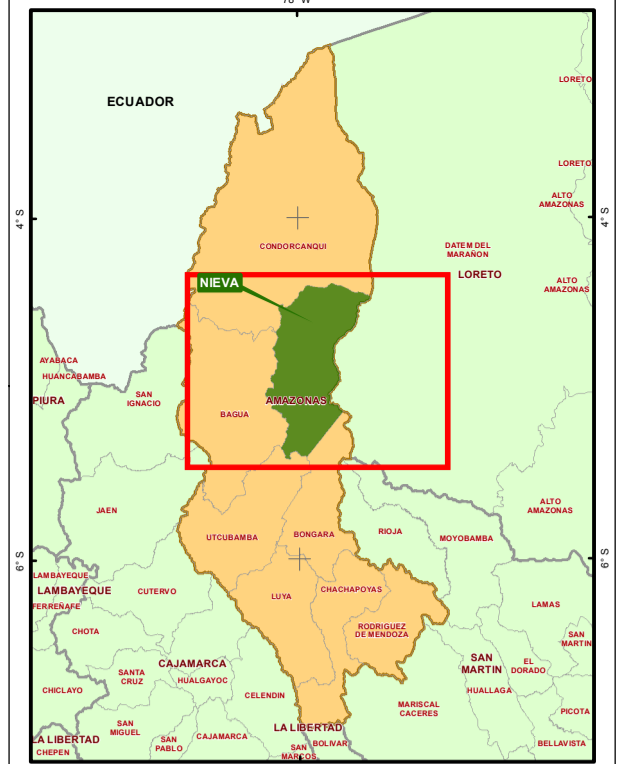 ECUADOR
LORETO
LORETO
ALTO
AMAZONAS
4° S
4° S
CONDORCANQUI
DATEM DEL
MARAÑON
LORETO
ALTO
AMAZONAS
NIEVA
AYABACA
HUANCABAMBA
PIURA
SAN
IGNACIO
BAGUA
AMAZONAS
JAEN
ALTO
AMAZONAS
UTCUBAMBA
BONGARA
RIOJA
MOYOBAMBA
6° S
6° S
LAMBAYEQUE
LAMBAYEQUE
FERREÑAFE
CUTERVO
LUYA
CHACHAPOYAS
LAMAS
CHOTA
RODRIGUEZ
DE MENDOZA
SAN
MARTIN
CAJAMARCA
SANTA
CRUZ
HUALGAYOC
SAN
MARTIN
EL
DORADO
CHICLAYO
CELENDIN
HUALLAGA
MARISCAL
CACERES
PICOTA
SAN
MIGUEL
LA LIBERTAD
LA LIBERTAD
CHEPEN
SAN
PABLO
CAJAMARCA
SAN
MARCOS
BOLIVAR
BELLAVISTA